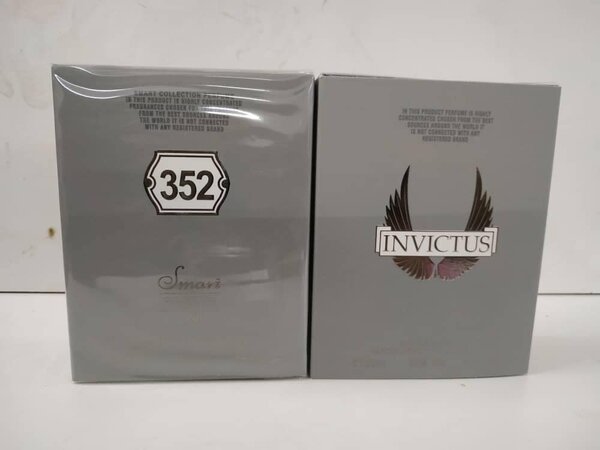 SMART COLLECTION PERFUME
IN THIS PRODUCT IS HIGHLY CONCENTRATED
FRAGRANCES CHOSEN FOR
FROM THE BEST SOURCES AROUND
THE WORLD IT IS NOT CONNECTED
WITH ANY REGISTERED BRAND
352
Smart
IN THIS PRODUCT PERFUME IS HIGHLY
CONCENTRATED CHOSEN FROM THE BEST
SOURCES AROUND THE WORLD IT
IS NOT CONNECTED WITH ANY
REGISTERED BRAND
INVICTUS